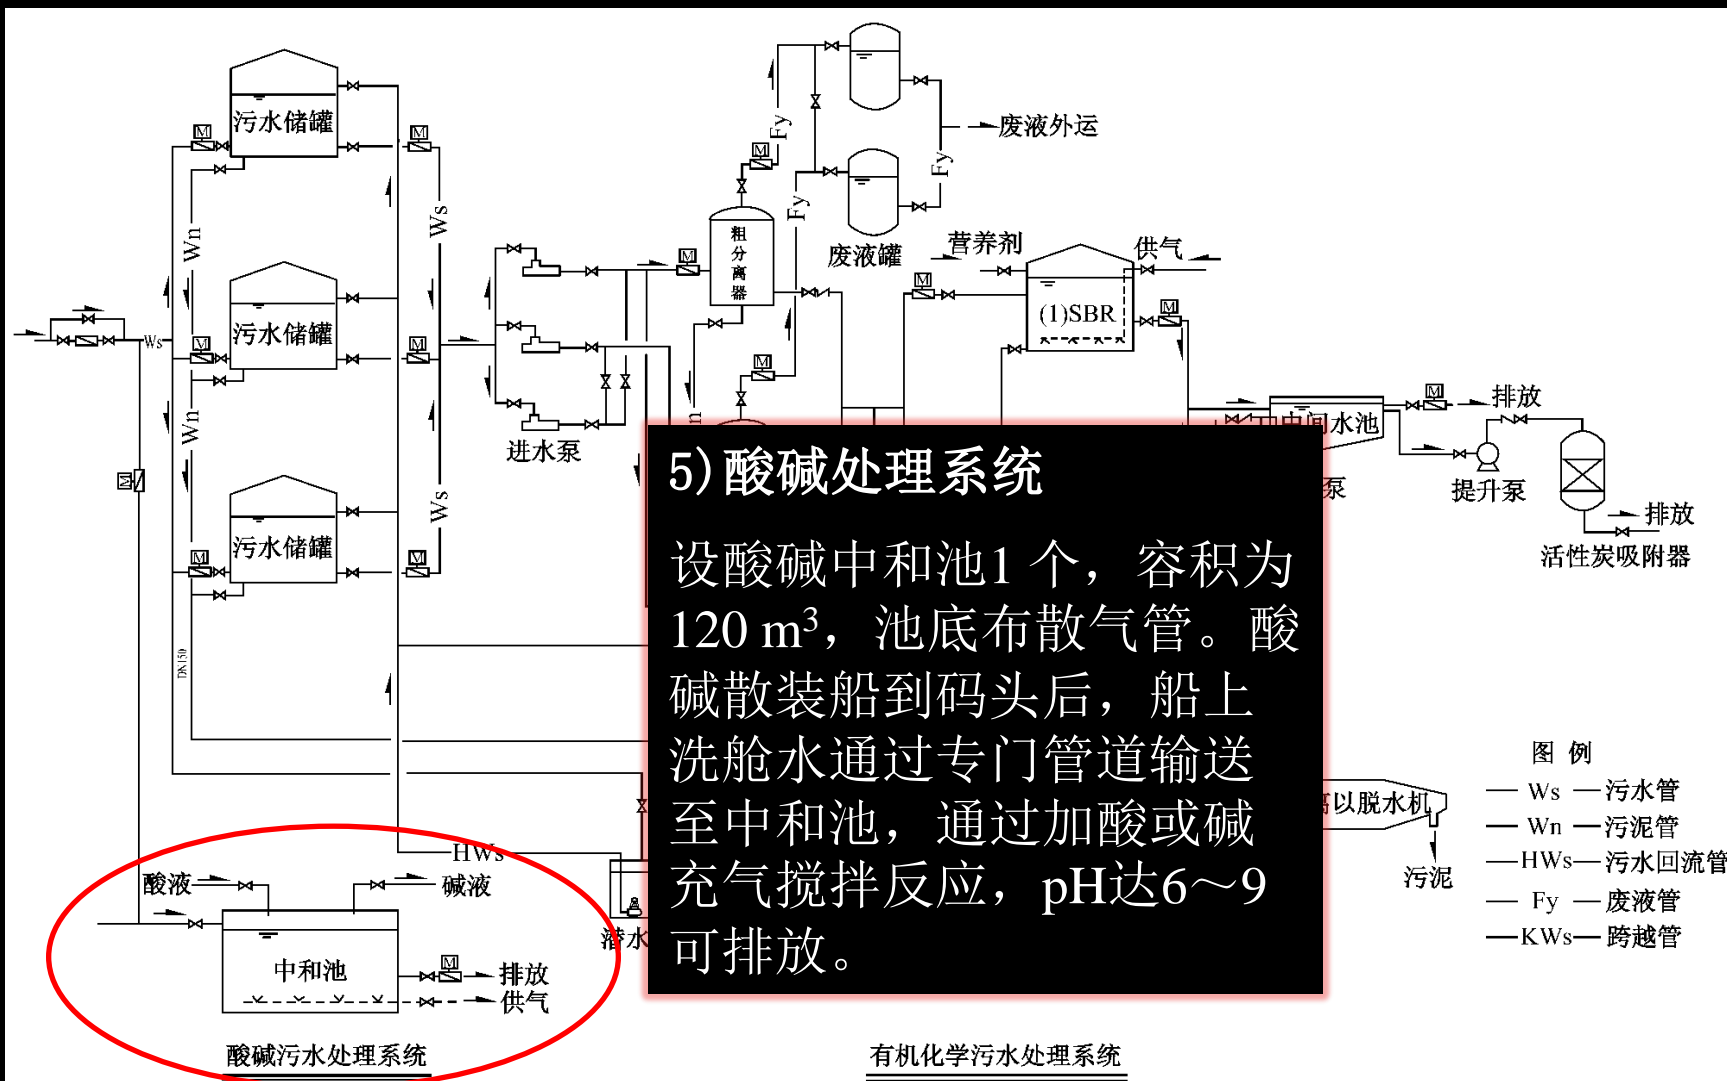 污水储罐
M
M
Fy
废液外运
M
Fy
Fy
Ws
Wn
粗分离器
废液罐
营养剂
供气
M
M
(1)SBR
M
污水储罐
Ws
M
M
M
Wn
n
进水泵
M
排放
中间水池
M
泵
提升泵
排放
活性炭吸附器
Ws
污水储罐
M
M
DN150
5)酸碱处理系统
设酸碱中和池1 个，容积为
120 m³，池底布散气管。酸
碱散装船到码头后，船上
洗舱水通过专门管道输送
至中和池，通过加酸或碱
充气搅拌反应，pH达6～9
可排放。
离以脱水机
污泥
图 例
Ws 污水管
Wn 污泥管
HWs 污水回流管
Fy 废液管
KWs 跨越管
HWs
酸液
碱液
潜水
中和池
M
排放
供气
酸碱污水处理系统
有机化学污水处理系统